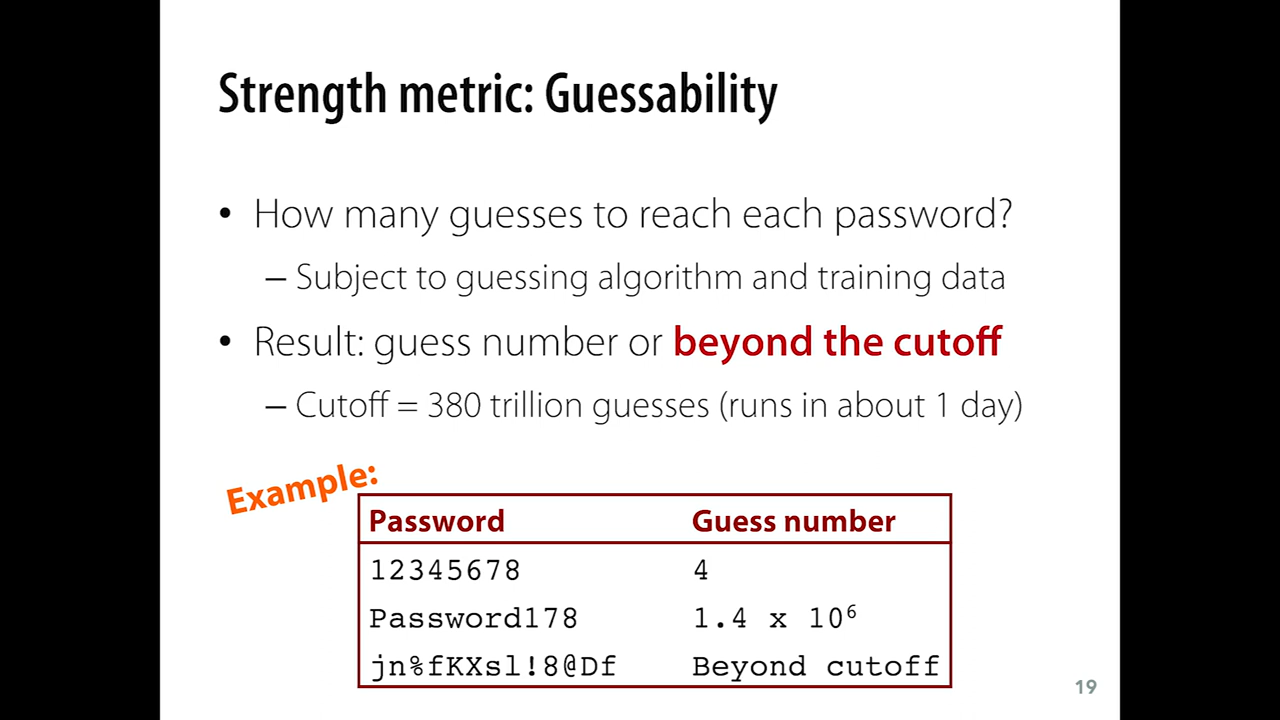 Strength metric: Guessability
• How many guesses to reach each password?
– Subject to guessing algorithm and training data
• Result: guess number or beyond the cutoff
– Cutoff = 380 trillion guesses (runs in about 1 day)
Example:
Password Guess number
12345678 4
Password178 1.4 x 10⁶
jn%fKXsl!8@Df Beyond cutoff
19